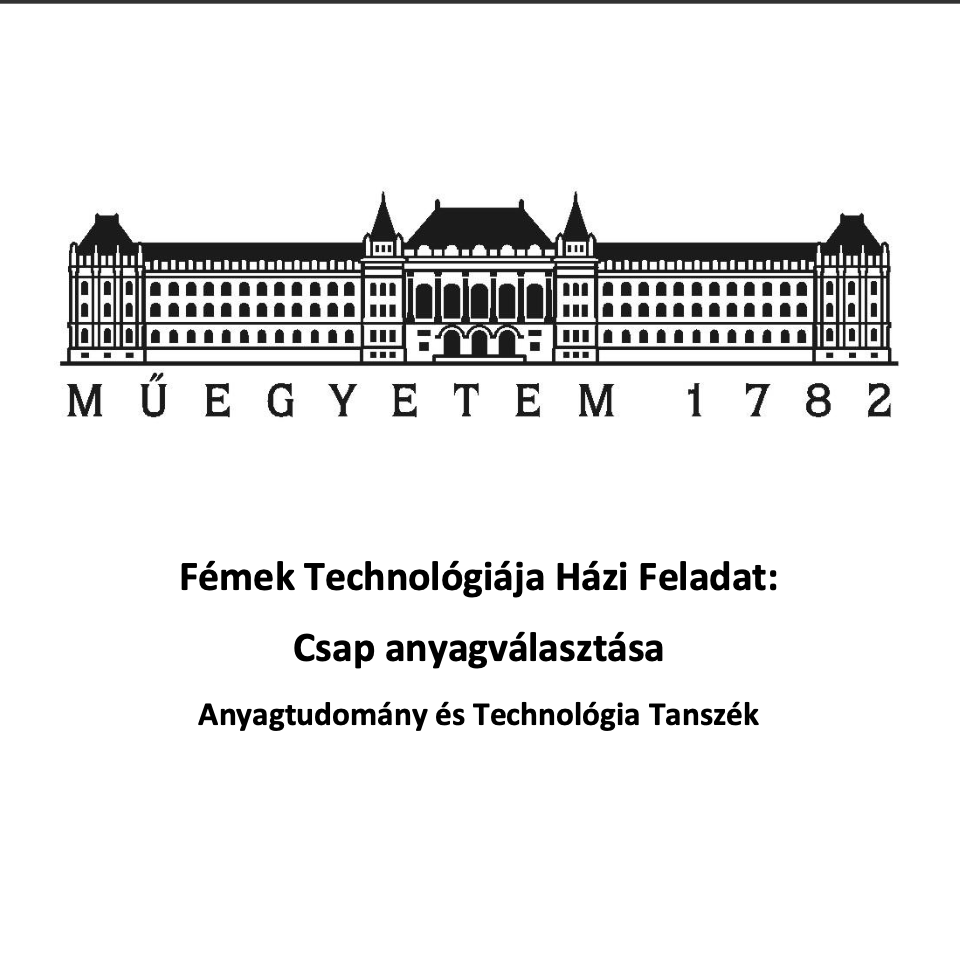 MŰEGYETEM 1782
Fémek Technológiája Házi Feladat:
Csap anyagválasztása
Anyagtudomány és Technológia Tanszék